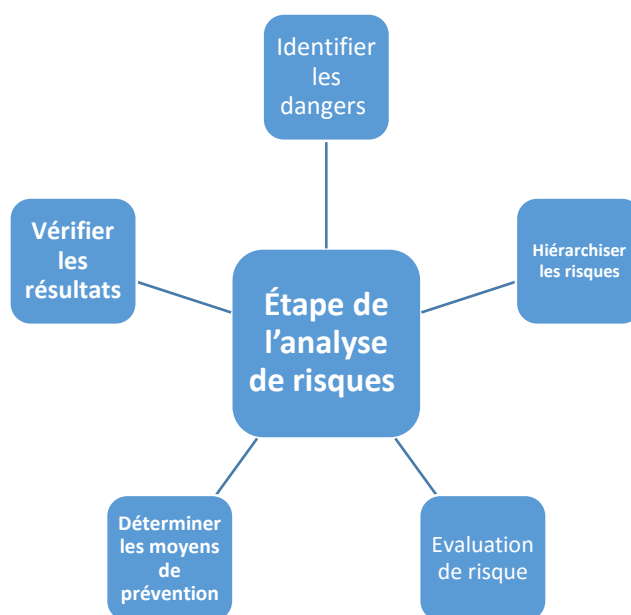 Identifier
les
dangers
Vérifier
les
résultats
Hiérarchiser
les risques
Étape de
l’analyse
de risques
Déterminer
les moyens
de
prévention
Evaluation
de risque